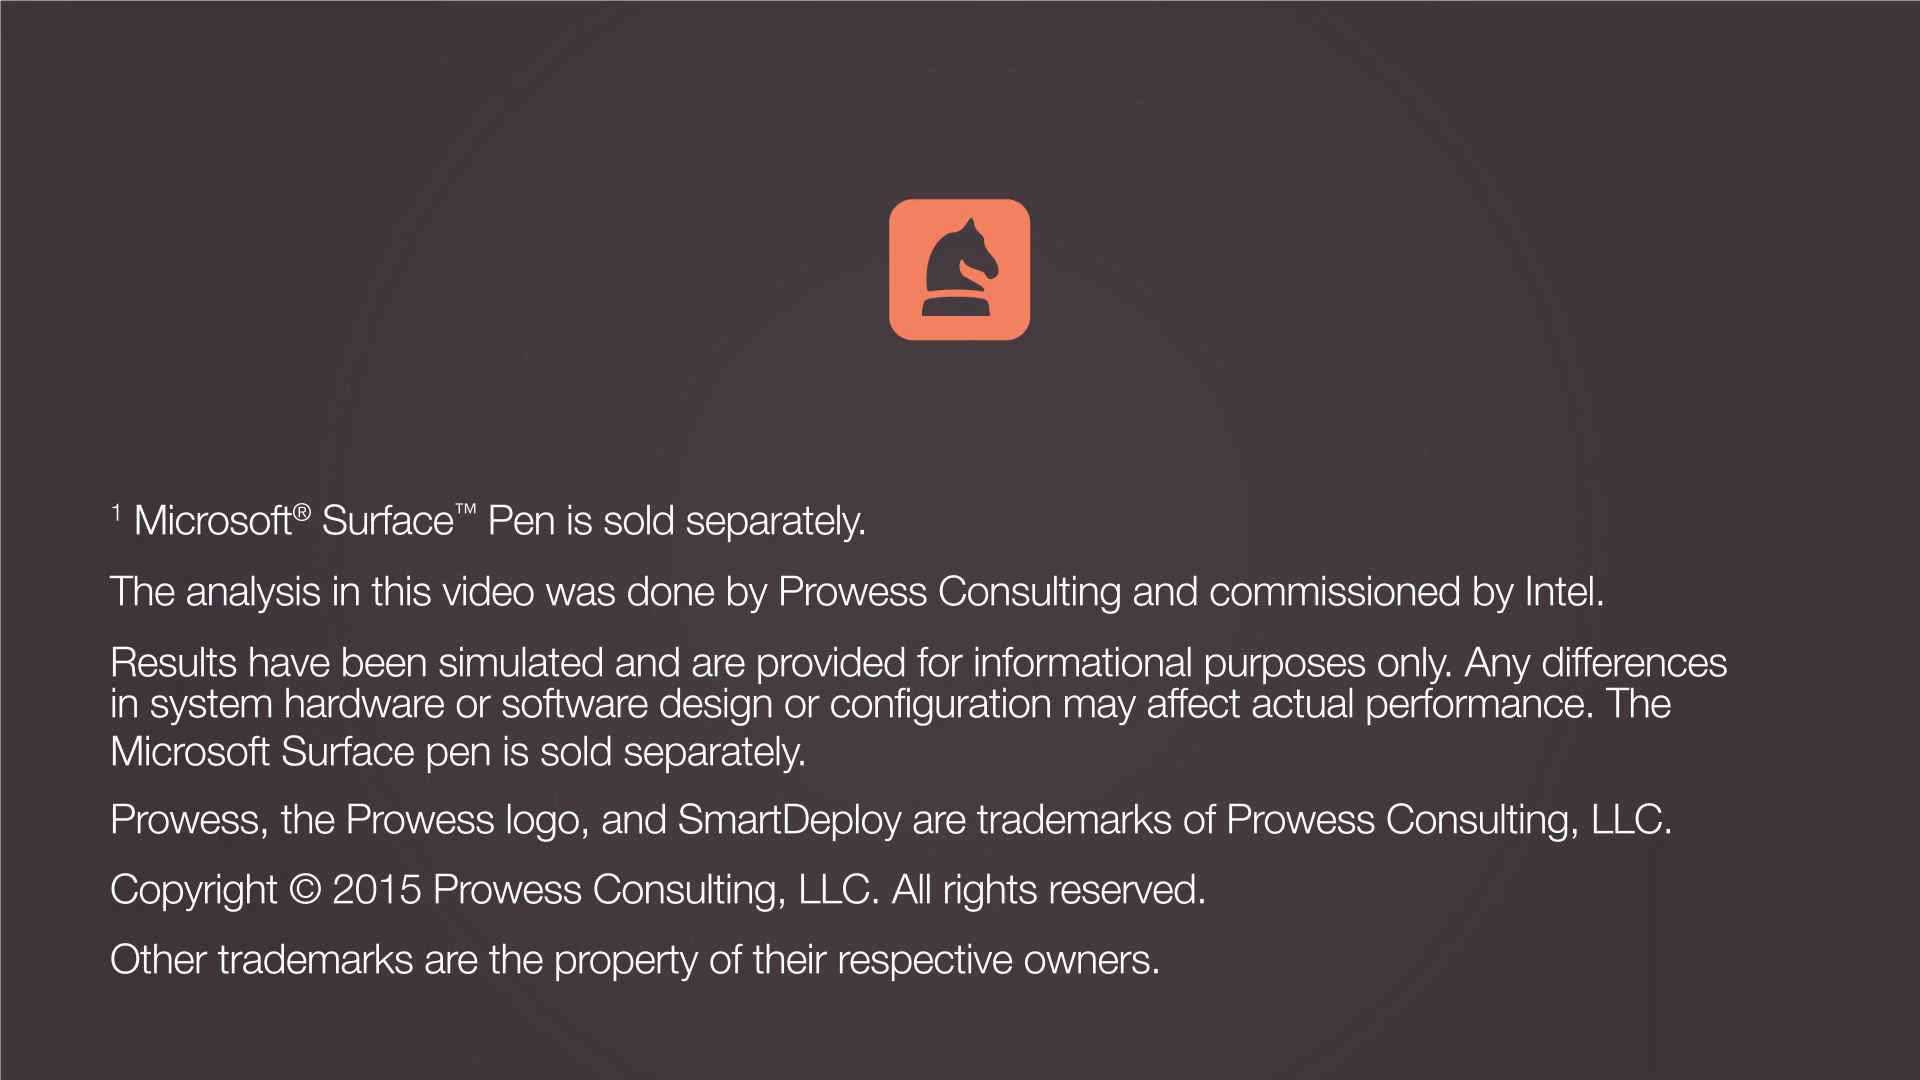 ¹ Microsoft® Surface™ Pen is sold separately.
The analysis in this video was done by Prowess Consulting and commissioned by Intel.
Results have been simulated and are provided for informational purposes only. Any differences
in system hardware or software design or configuration may affect actual performance. The
Microsoft Surface pen is sold separately.
Prowess, the Prowess logo, and SmartDeploy are trademarks of Prowess Consulting, LLC.
Copyright © 2015 Prowess Consulting, LLC. All rights reserved.
Other trademarks are the property of their respective owners.